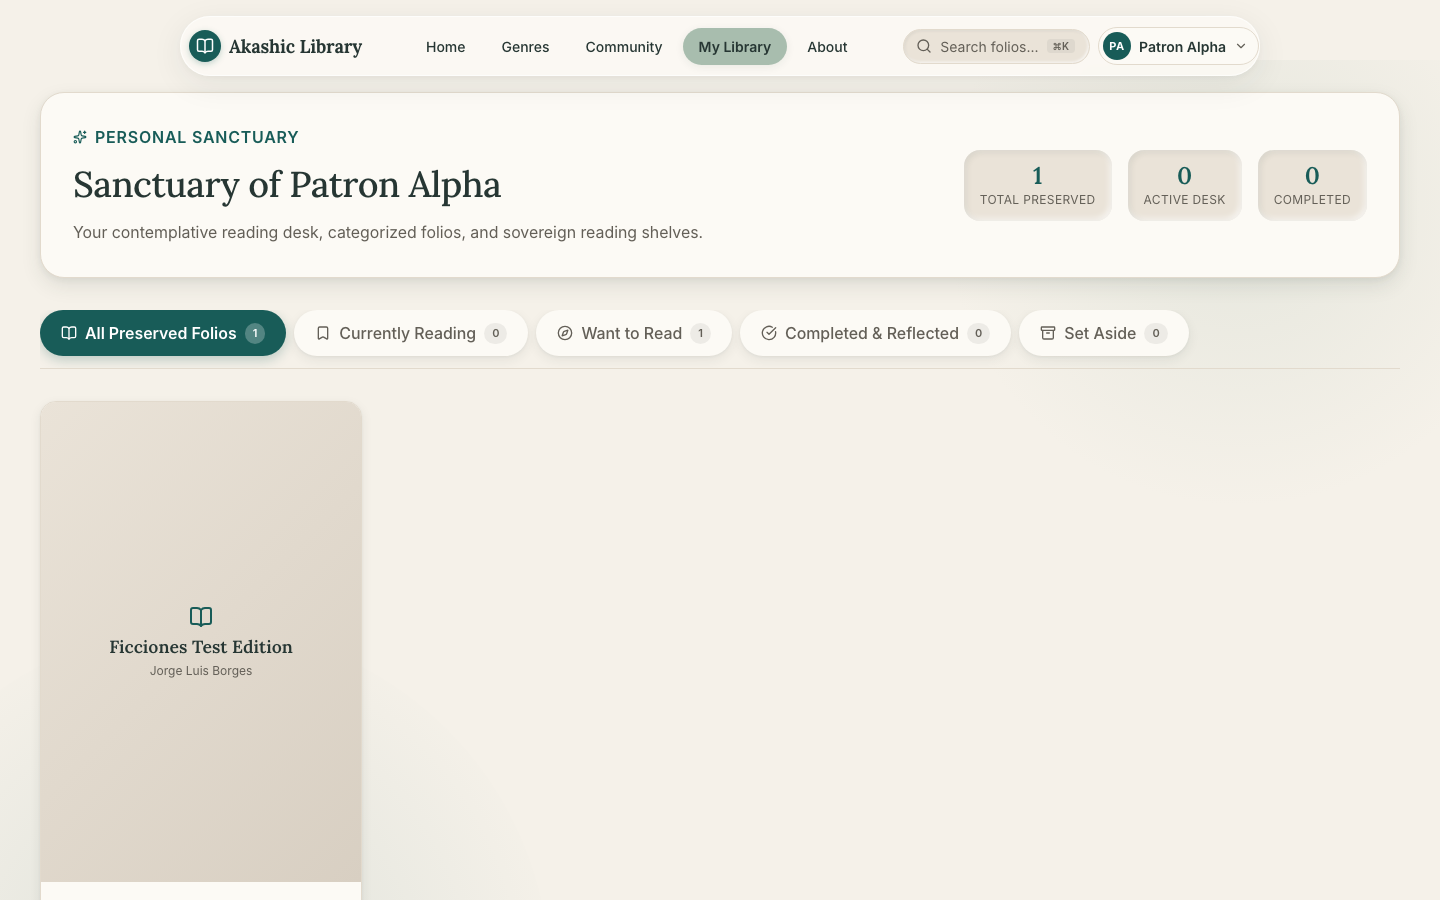 Akashic Library
Home
Genres
Community
My Library
About
Search folios...
⌘K
PA
Patron Alpha
PERSONAL SANCTUARY
Sanctuary of Patron Alpha
Your contemplative reading desk, categorized folios, and sovereign reading shelves.
1
TOTAL PRESERVED
0
ACTIVE DESK
0
COMPLETED
All Preserved Folios 1
Currently Reading 0
Want to Read 1
Completed & Reflected 0
Set Aside 0
Ficciones Test Edition
Jorge Luis Borges